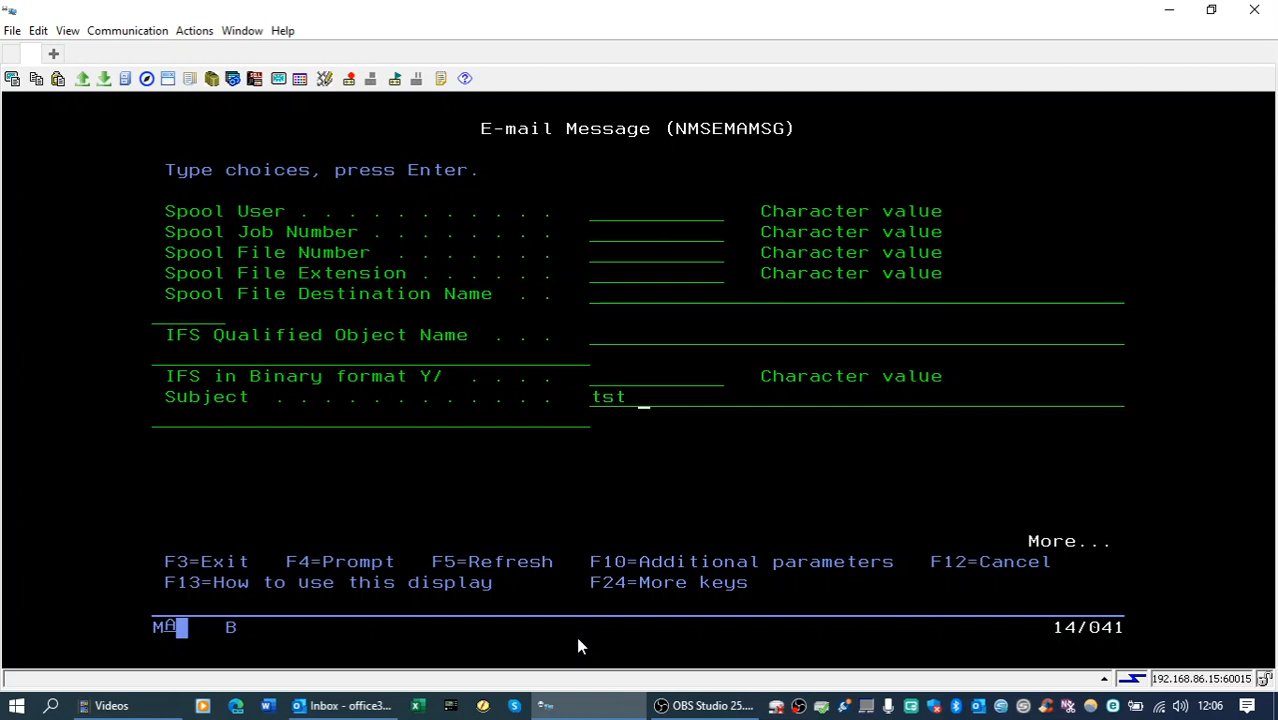 File Edit View Communication Actions Window Help
E-mail Message (NMSEMAMSG)
Type choices, press Enter.
Spool User . . . . . . . . . . . Character value
Spool Job Number . . . . . . . . Character value
Spool File Number . . . . . . . Character value
Spool File Extension . . . . . . Character value
Spool File Destination Name . .
IFS Qualified Object Name . . .
IFS in Binary format Y/ . . . . Character value
Subject . . . . . . . . . . . . tst
More...
F3=Exit F4=Prompt F5=Refresh F10=Additional parameters F12=Cancel
F13=How to use this display F24=More keys
MA B 14/041
192.168.86.15:60015
Videos Inbox - office3... OBS Studio 25.... 12:06